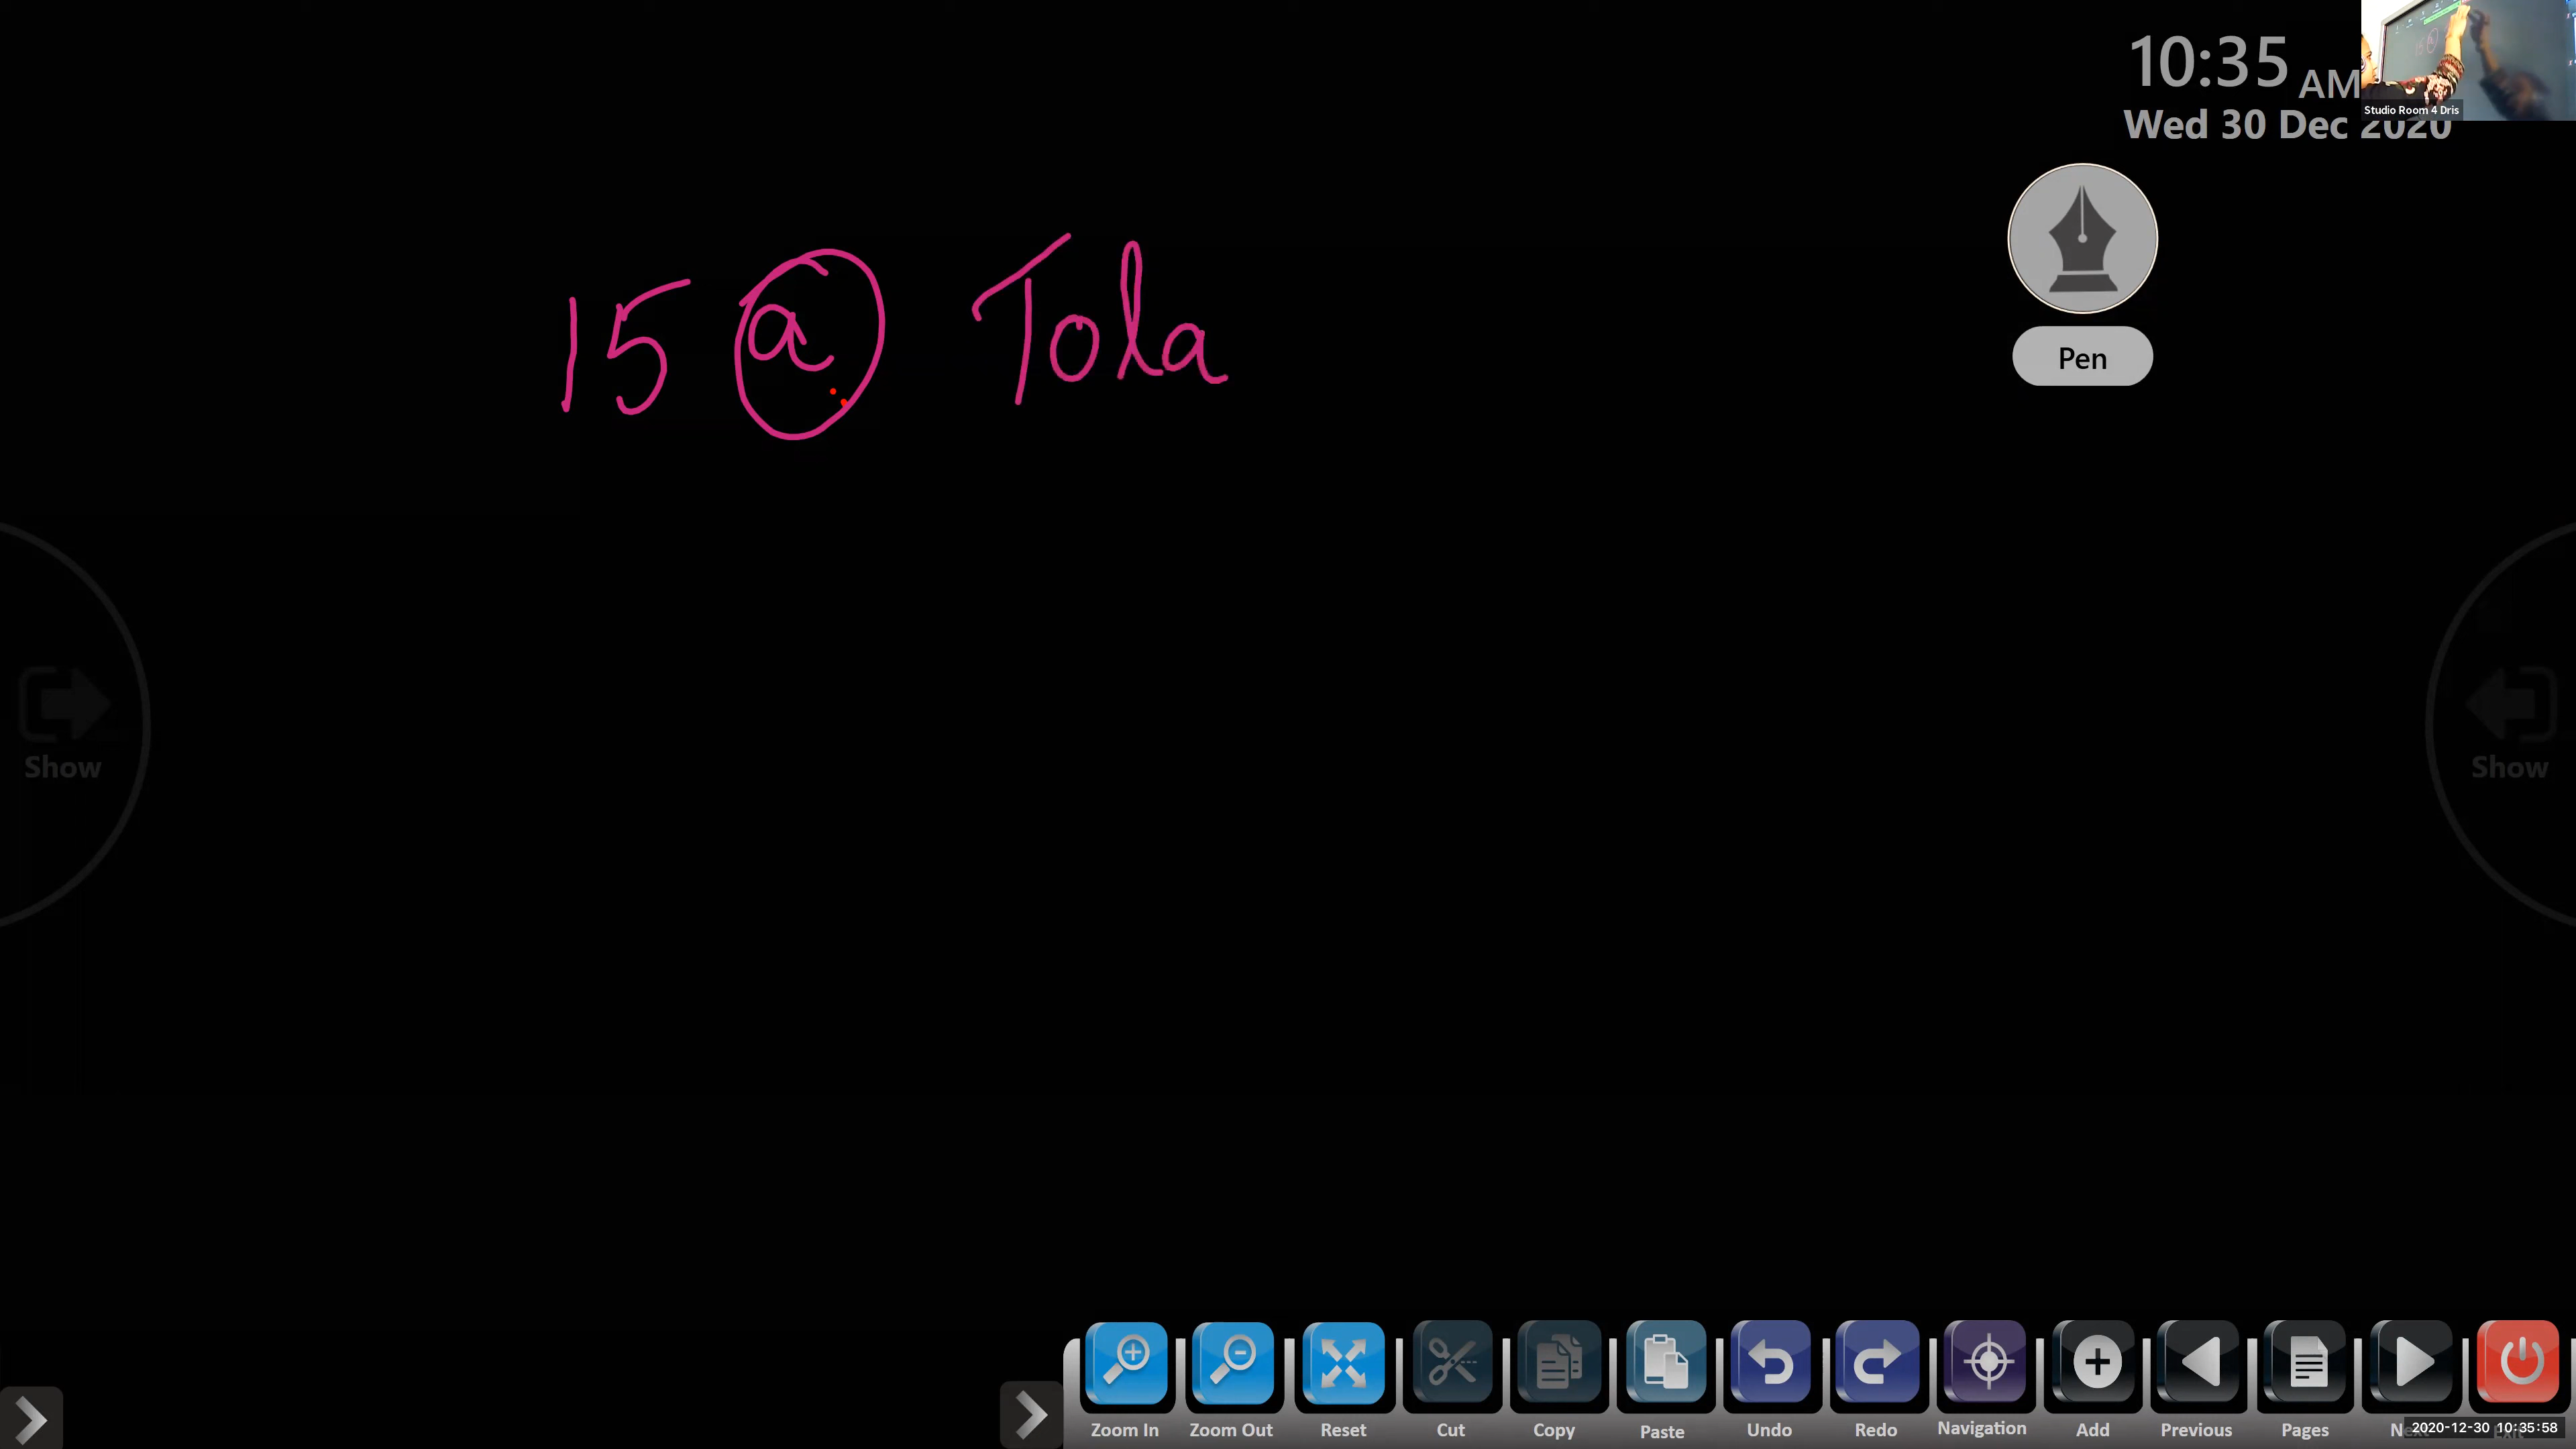 10:35 AM
Wed 30 Dec 2020
Studio Room 4 Dris
15 a Tola
Pen
Show
Show
Zoom In
Zoom Out
Reset
Cut
Copy
Paste
Undo
Redo
Navigation
Add
Previous
Pages
2020-12-30 10:35:58